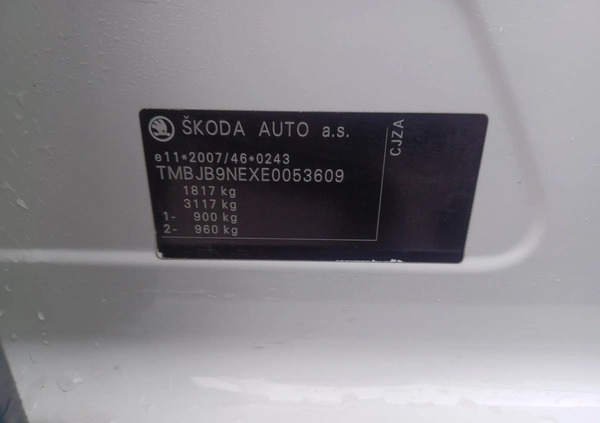 ŠKODA AUTO a.s.
e11*2007/46*0243
TMBJB9NEXE0053609
1817 kg
3117 kg
1- 900 kg
2- 960 kg
CJZA